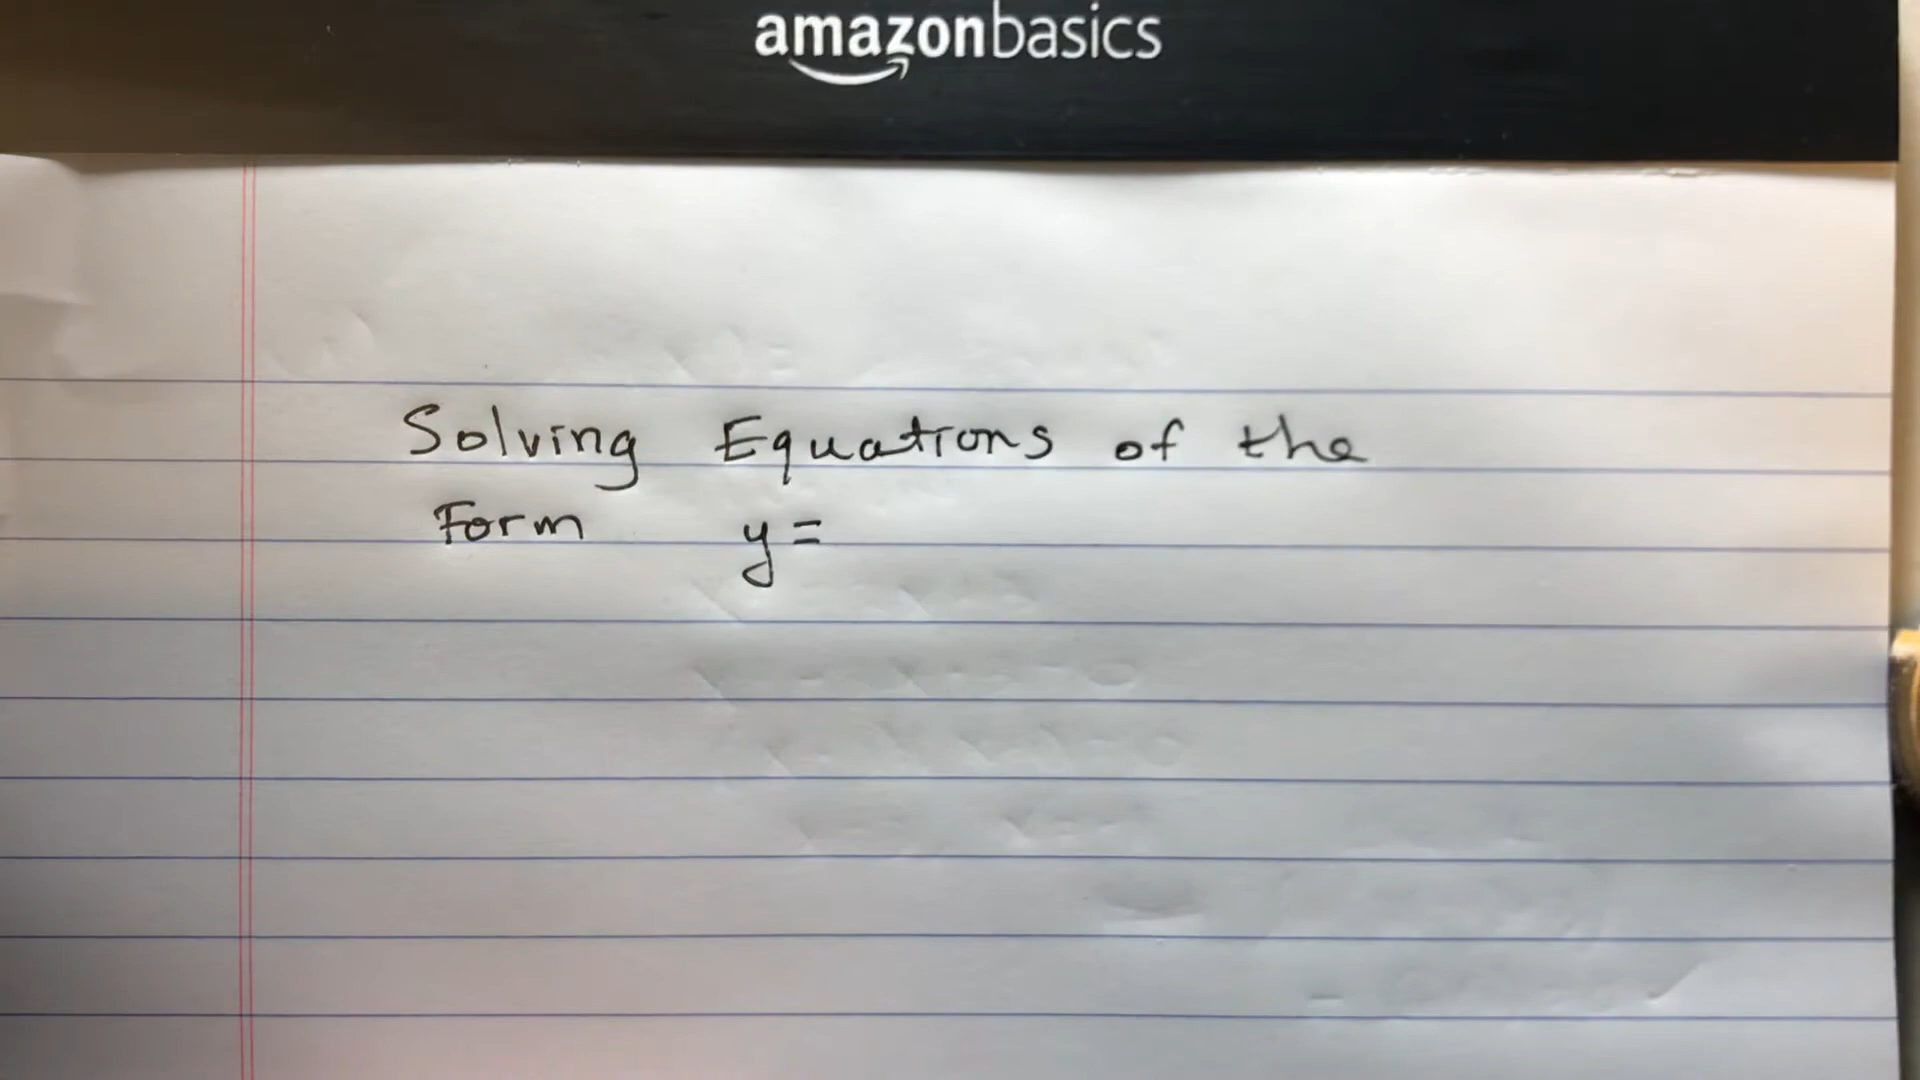 amazonbasics
Solving Equations of the
Form y=